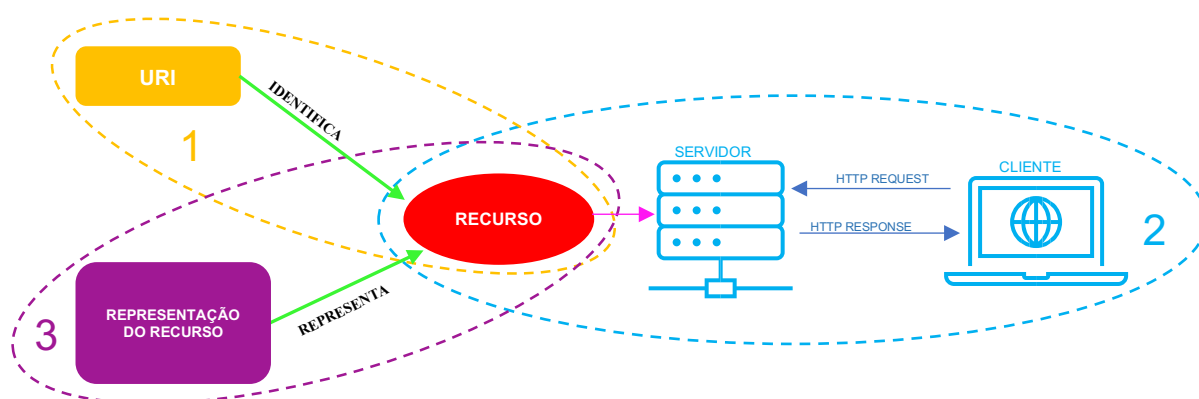 URI
IDENTIFICA
1
SERVIDOR
CLIENTE
HTTP REQUEST
RECURSO
HTTP RESPONSE
2
REPRESENTA
REPRESENTAÇÃO
DO RECURSO
3